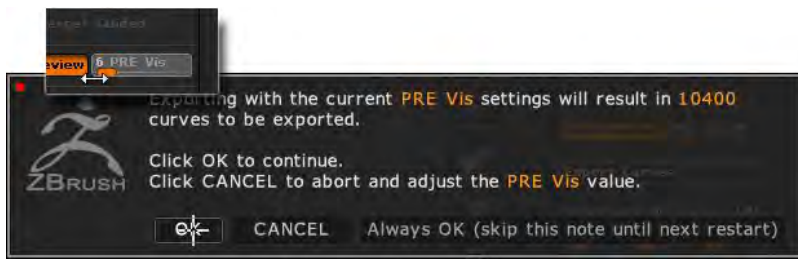 view 6 PRE Vis
Exporting with the current PRE Vis settings will result in 10400
curves to be exported.
Click OK to continue.
Click CANCEL to abort and adjust the PRE Vis value.
ZBRUSH
CANCEL Always OK (skip this note until next restart)